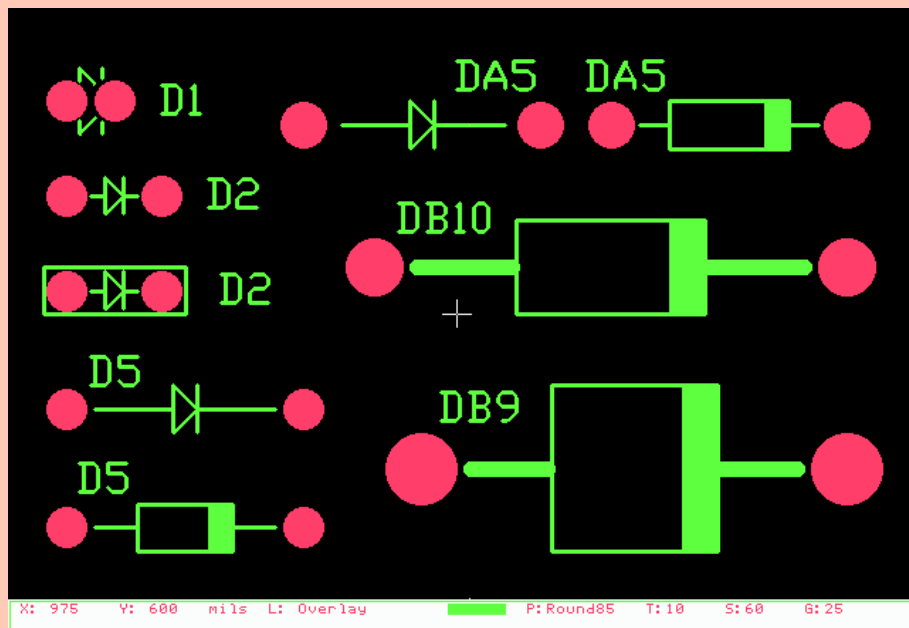 DA5 DA5
D1
D2
DB10
D2
D5
DB9
D5
X: 975 Y: 600 mils L: Overlay P:Round85 T:10 S:60 G:25